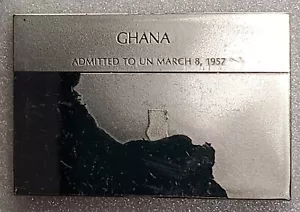 GHANA
ADMITTED TO UN MARCH 8, 1957